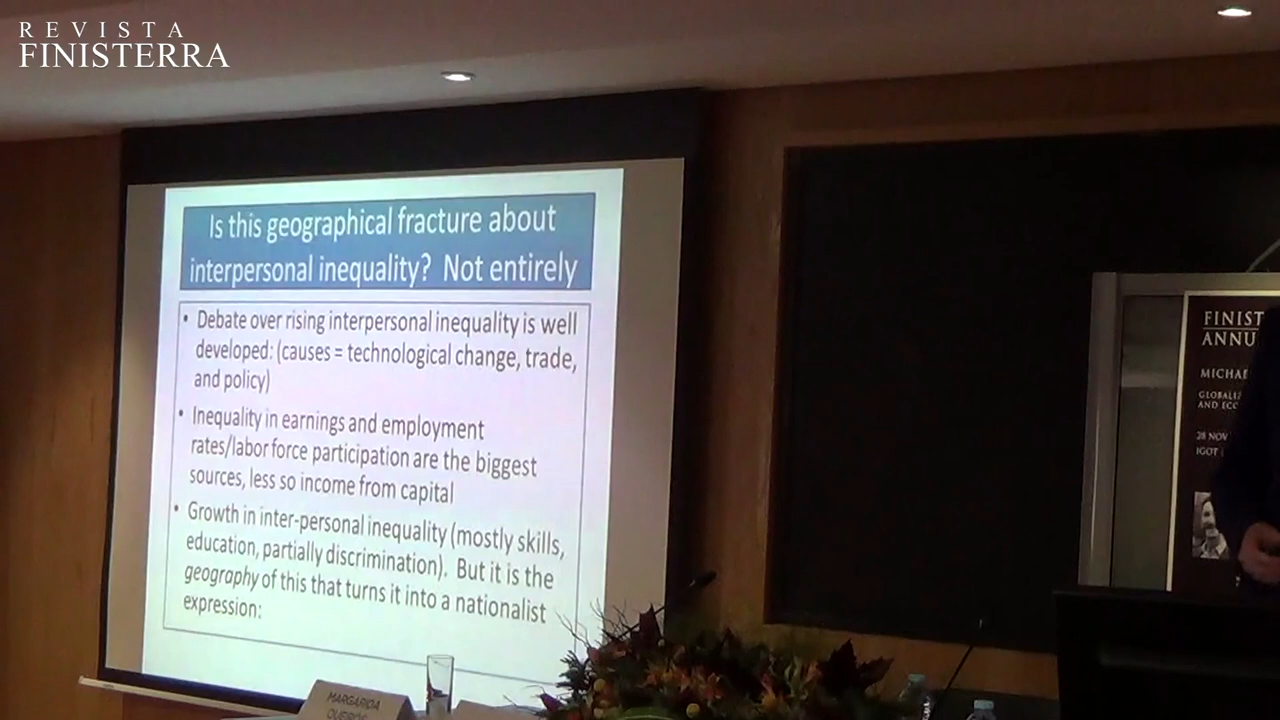 REVISTA
FINISTERRA
Is this geographical fracture about
interpersonal inequality? Not entirely
• Debate over rising interpersonal inequality is well
developed: (causes = technological change, trade,
and policy)
• Inequality in earnings and employment
rates/labor force participation are the biggest
sources, less so income from capital
• Growth in inter-personal inequality (mostly skills,
education, partially discrimination). But it is the
geography of this that turns it into a nationalist
expression:
FINIST
ANNU
MICHAE
GLOBALI
AND ECO
28 NOV
IGOT
MARGARIDA